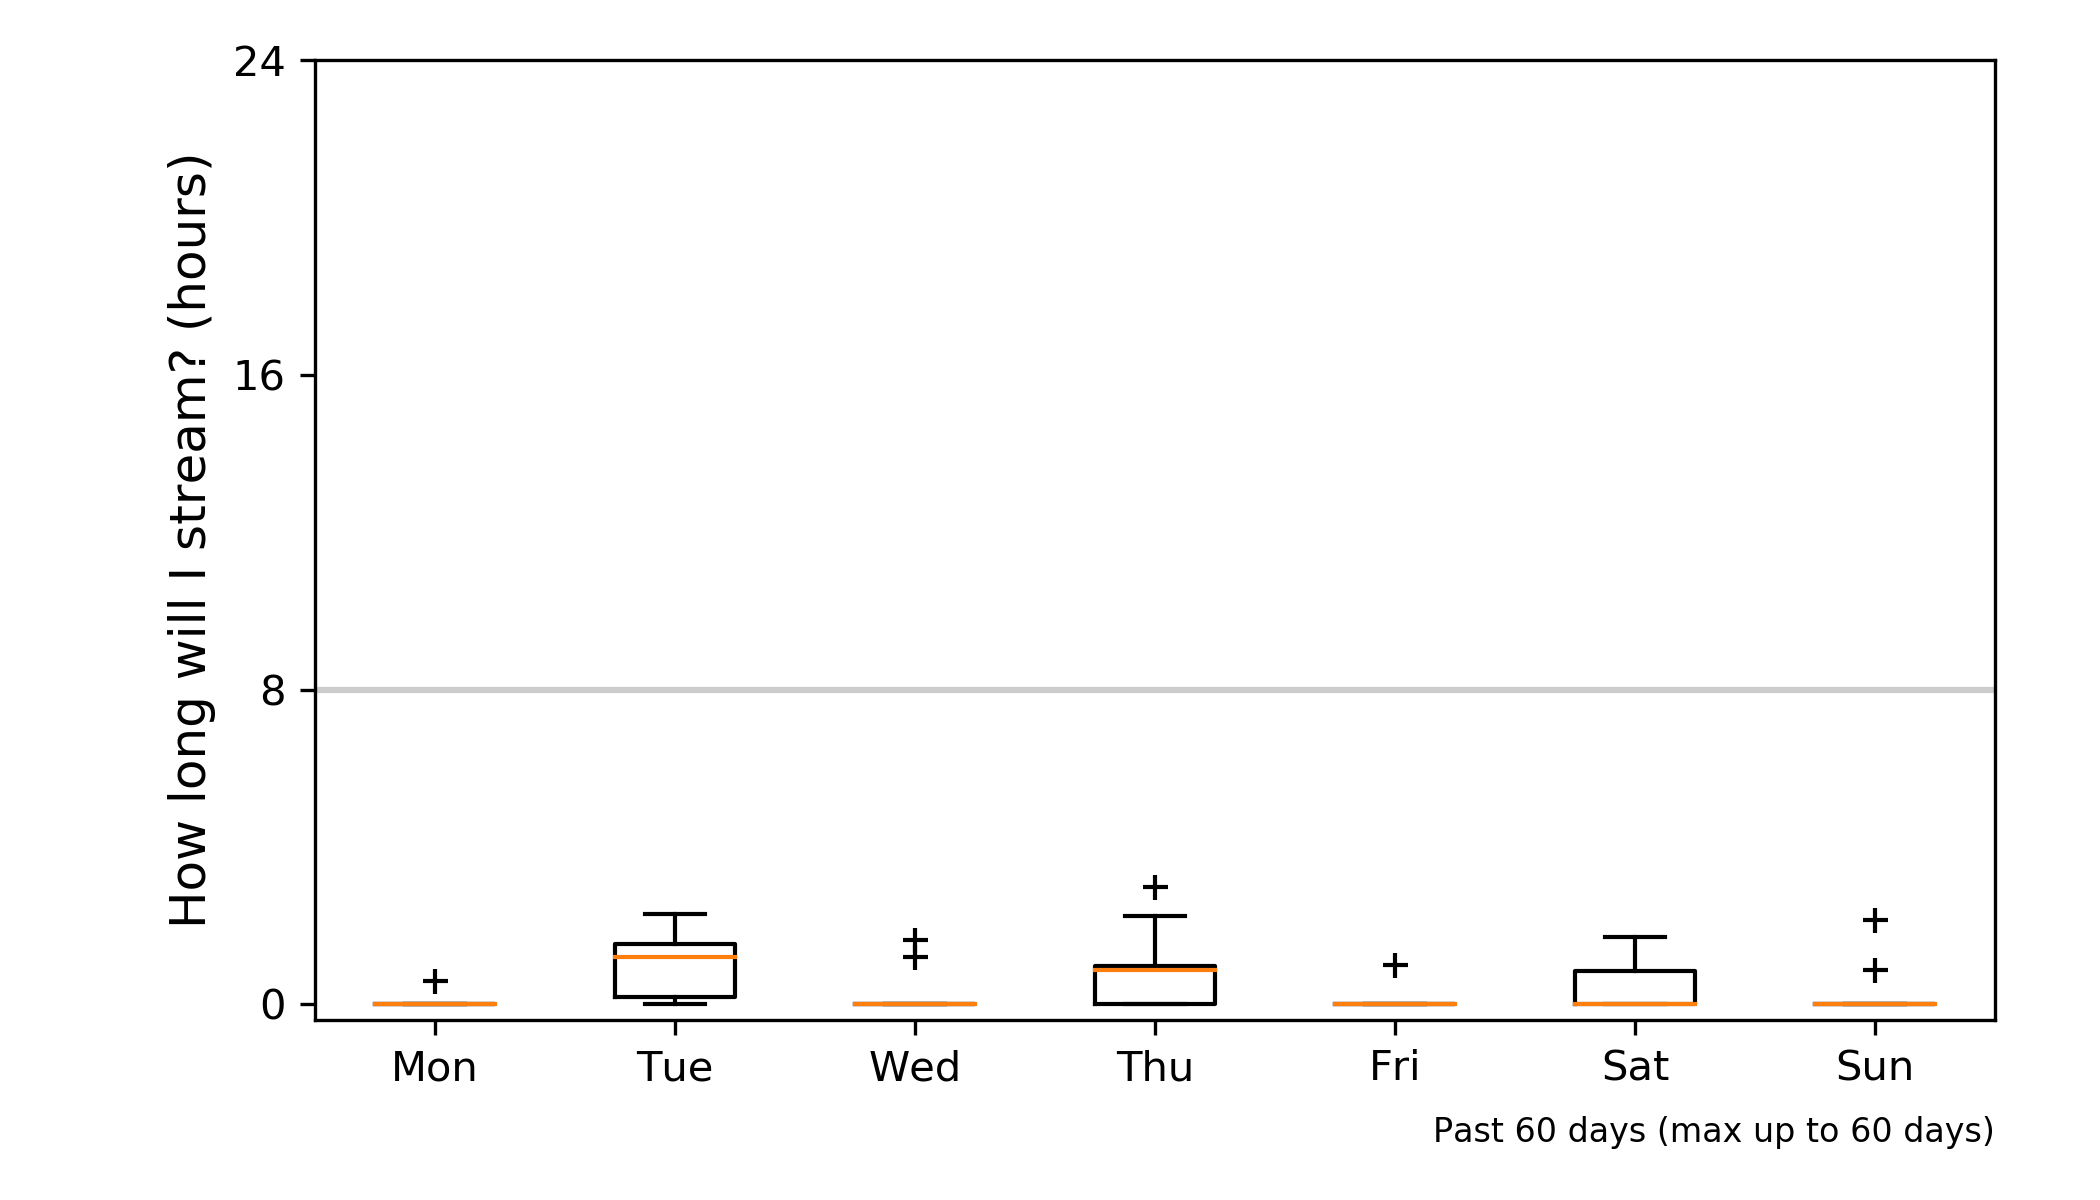 How long will I stream? (hours)
24
16
8
0
Mon Tue Wed Thu Fri Sat Sun
Past 60 days (max up to 60 days)